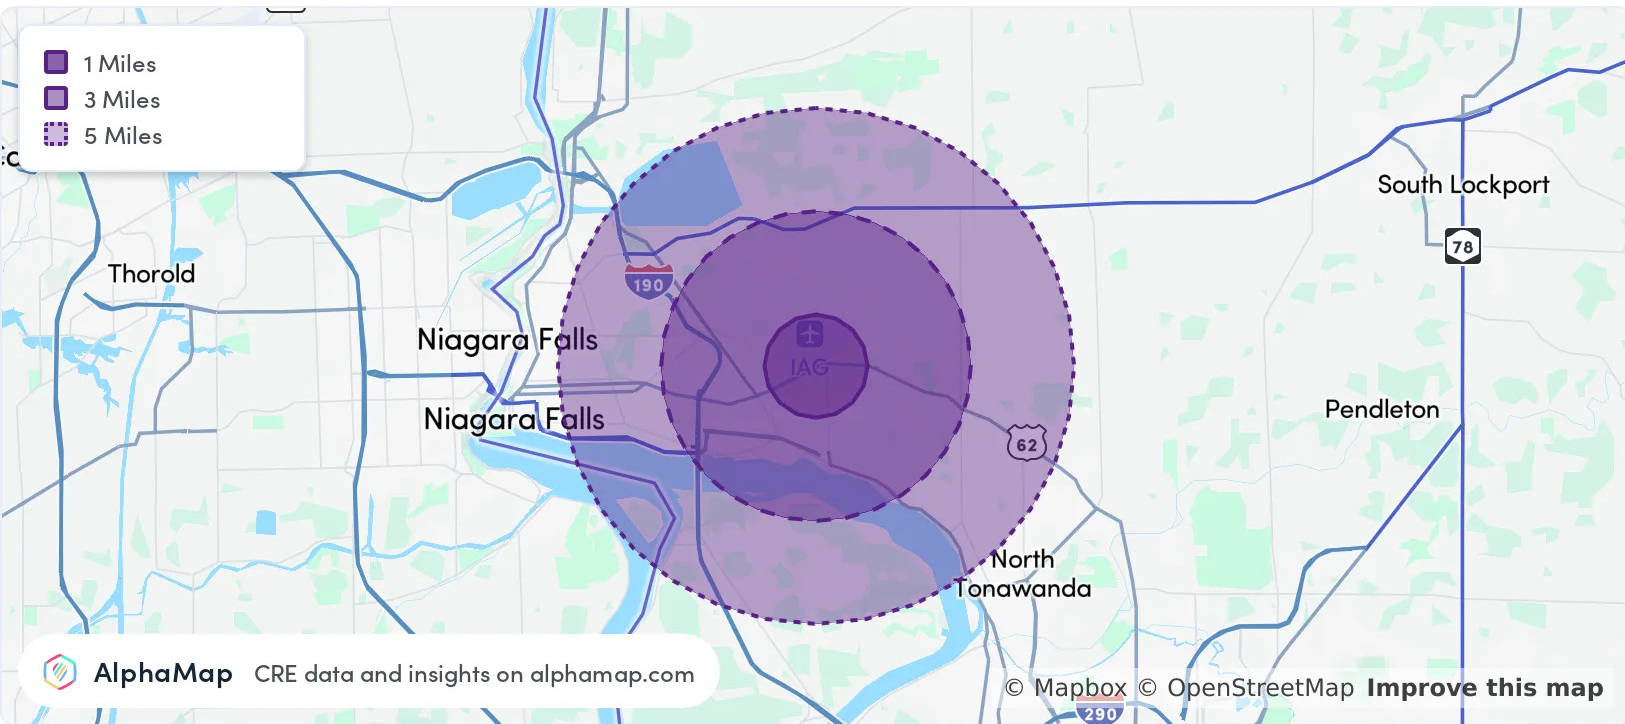 1 Miles
3 Miles
5 Miles
South Lockport
78
Thorold
190
Niagara Falls
IAG
Niagara Falls
Pendleton
62
North
Tonawanda
AlphaMap CRE data and insights on alphamap.com
© Mapbox © OpenStreetMap Improve this map
290